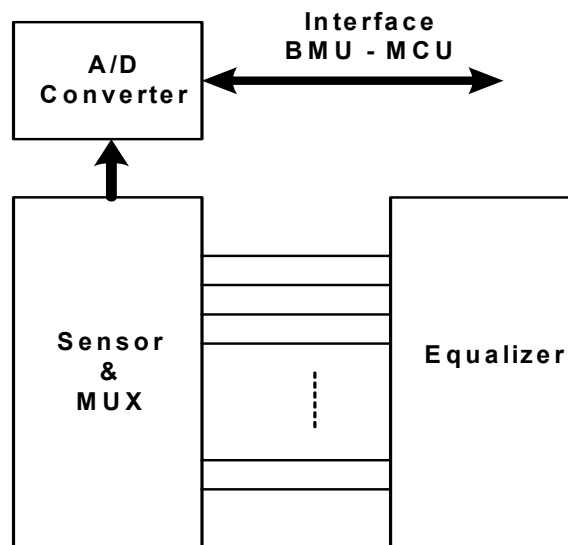 A/D
Converter
Interface
BMU - MCU
Sensor
&
MUX
Equalizer